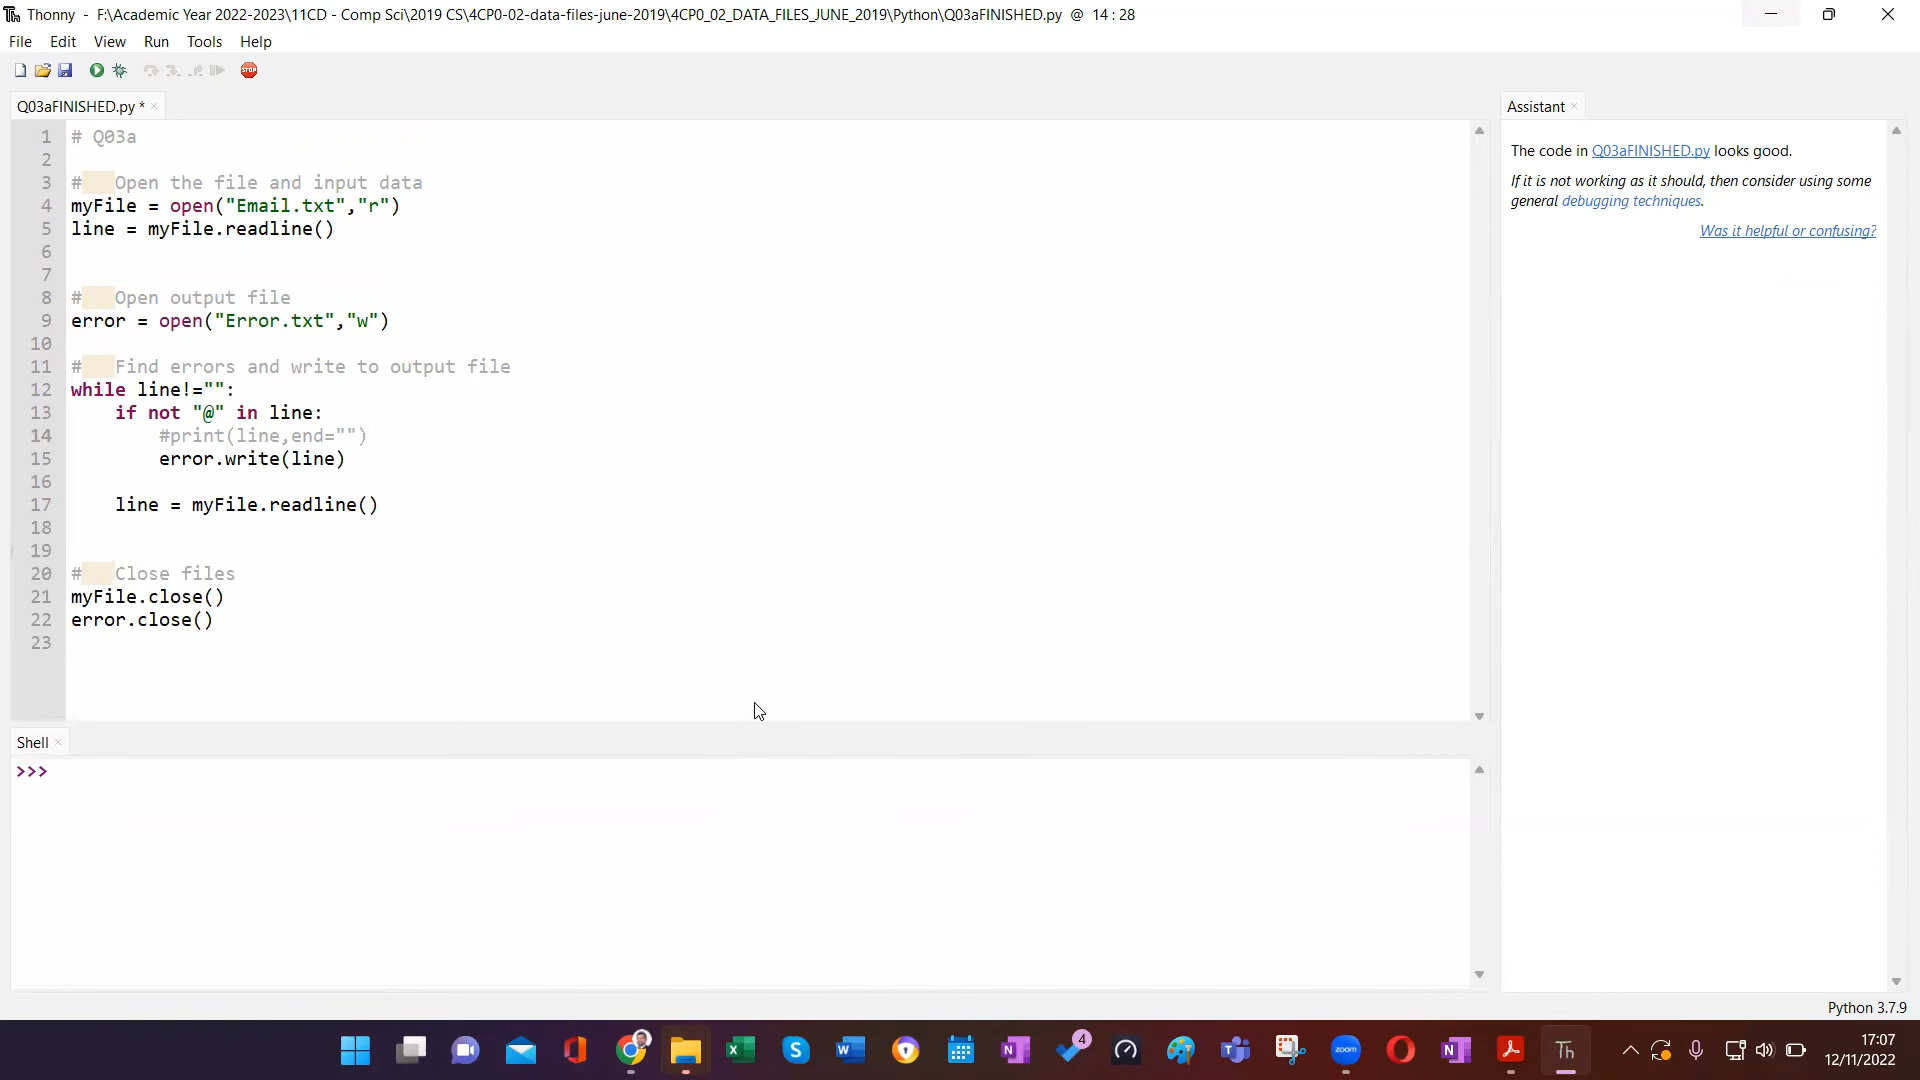 Thonny - F:\Academic Year 2022-2023\11CD - Comp Sci\2019 CS\4CP0-02-data-files-june-2019\4CP0_02_DATA_FILES_JUNE_2019\Python\Q03aFINISHED.py @ 14 : 28
File Edit View Run Tools Help
STOP
Q03aFINISHED.py * ×
Assistant ×
1 # Q03a
2
3 #   Open the file and input data
4 myFile = open("Email.txt","r")
5 line = myFile.readline()
6
7
8 #   Open output file
9 error = open("Error.txt","w")
10
11 #   Find errors and write to output file
12 while line!="":
13     if not "@" in line:
14         #print(line,end="")
15         error.write(line)
16
17     line = myFile.readline()
18
19
20 #   Close files
21 myFile.close()
22 error.close()
23
The code in Q03aFINISHED.py looks good.
If it is not working as it should, then consider using some
general debugging techniques.
Was it helpful or confusing?
Shell ×
>>>
Python 3.7.9
4
zoom
Th
17:07
12/11/2022